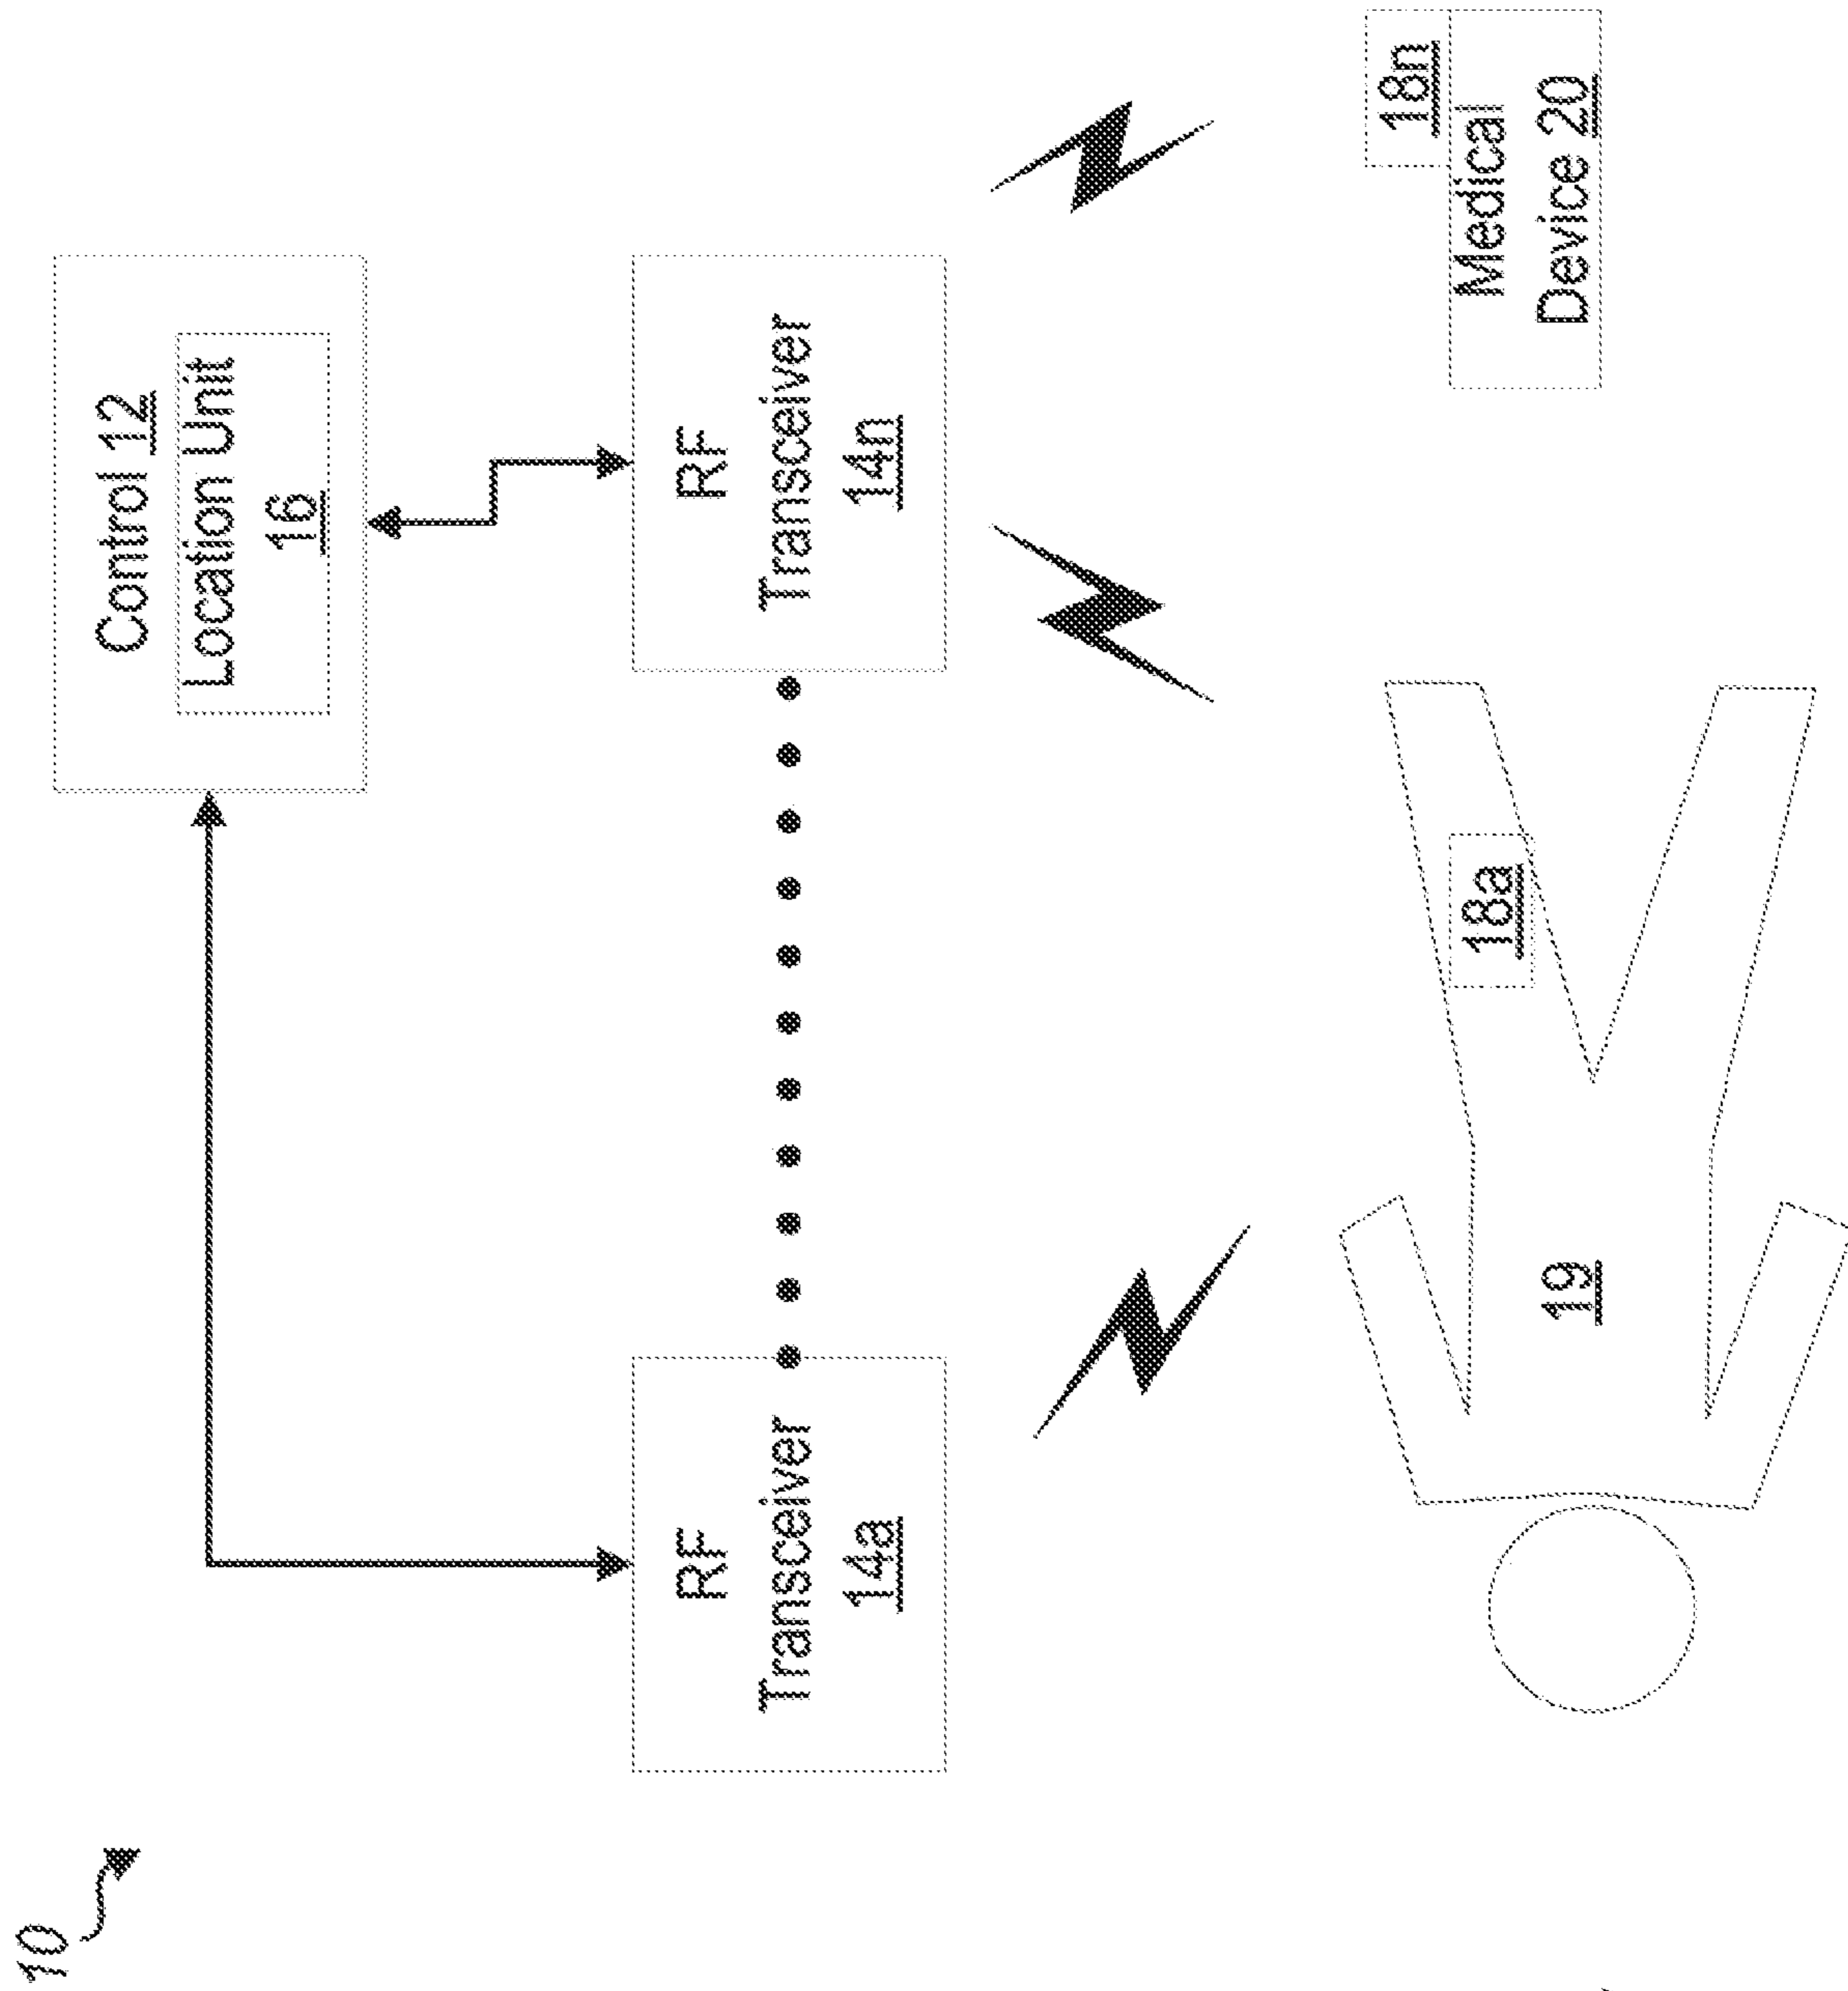 10
Control 12
Location Unit
16
RF
Transceiver
14a
RF
Transceiver
14n
19
18a
18n
Medical
Device 20